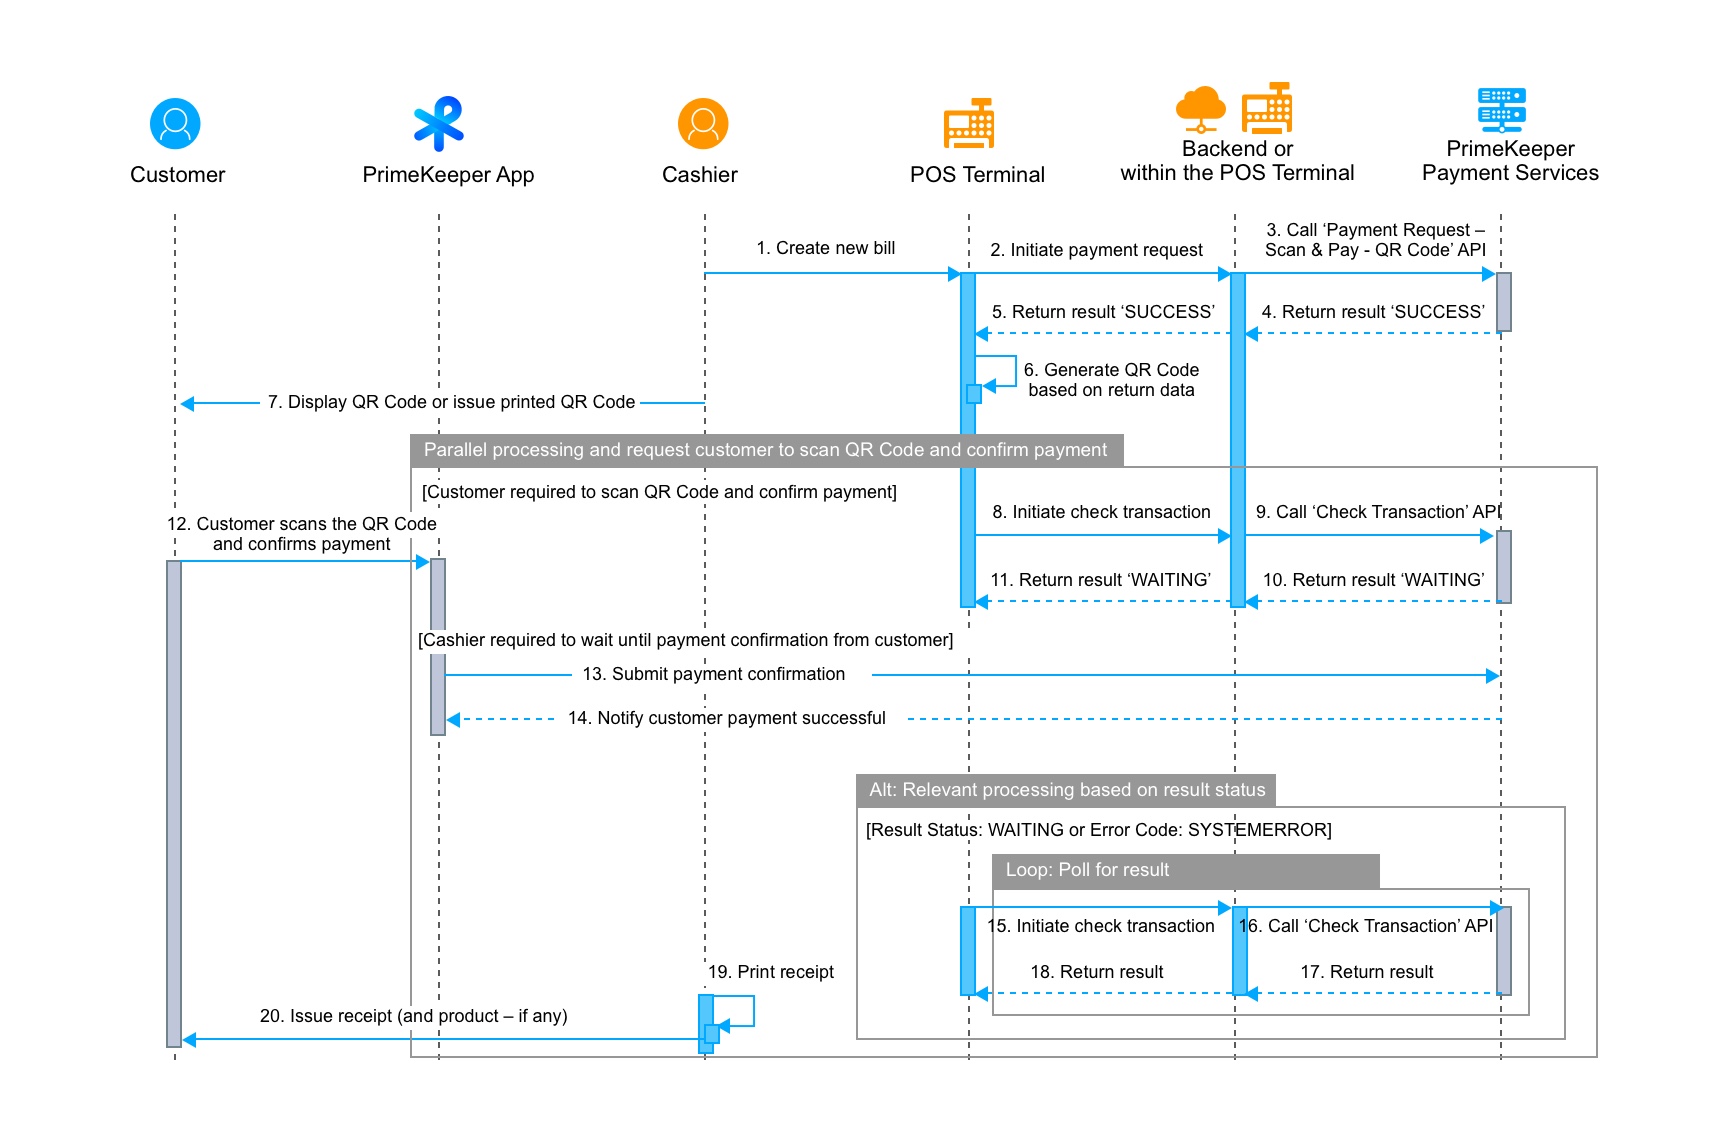 Customer
PrimeKeeper App
Cashier
POS Terminal
Backend or
within the POS Terminal
PrimeKeeper
Payment Services
1. Create new bill
2. Initiate payment request
3. Call ‘Payment Request –
Scan & Pay - QR Code’ API
5. Return result ‘SUCCESS’
4. Return result ‘SUCCESS’
6. Generate QR Code
based on return data
7. Display QR Code or issue printed QR Code
Parallel processing and request customer to scan QR Code and confirm payment
[Customer required to scan QR Code and confirm payment]
8. Initiate check transaction
9. Call ‘Check Transaction’ API
12. Customer scans the QR Code
and confirms payment
11. Return result ‘WAITING’
10. Return result ‘WAITING’
[Cashier required to wait until payment confirmation from customer]
13. Submit payment confirmation
14. Notify customer payment successful
Alt: Relevant processing based on result status
[Result Status: WAITING or Error Code: SYSTEMERROR]
Loop: Poll for result
15. Initiate check transaction
16. Call ‘Check Transaction’ API
19. Print receipt
18. Return result
17. Return result
20. Issue receipt (and product – if any)